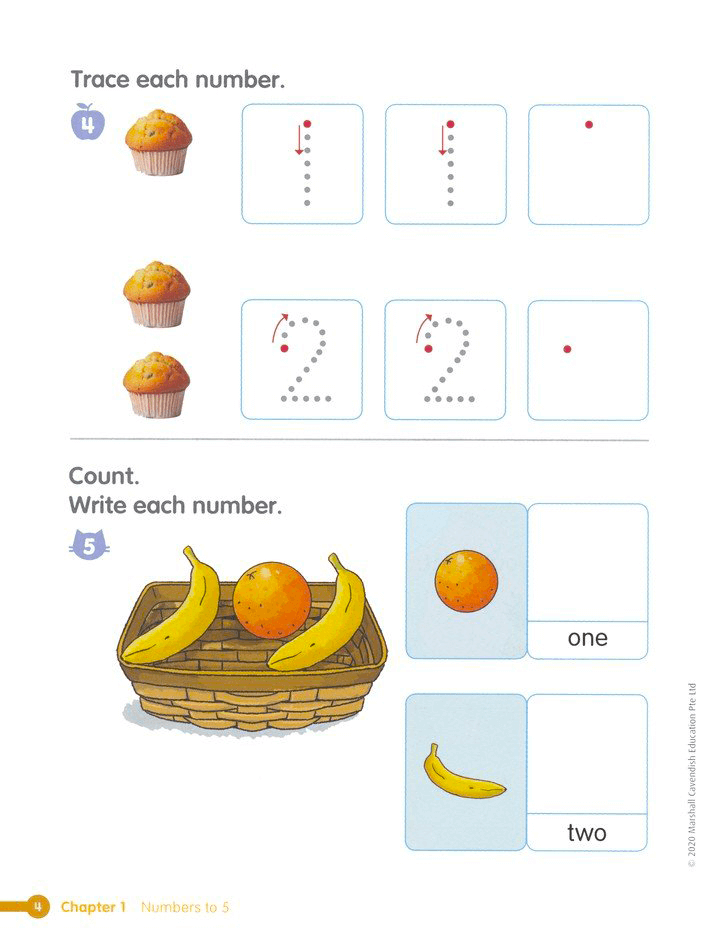 Trace each number.
4
1 1
2 2
Count.
Write each number.
5
one
two
© 2020 Marshall Cavendish Education Pte Ltd
4 Chapter 1 Numbers to 5